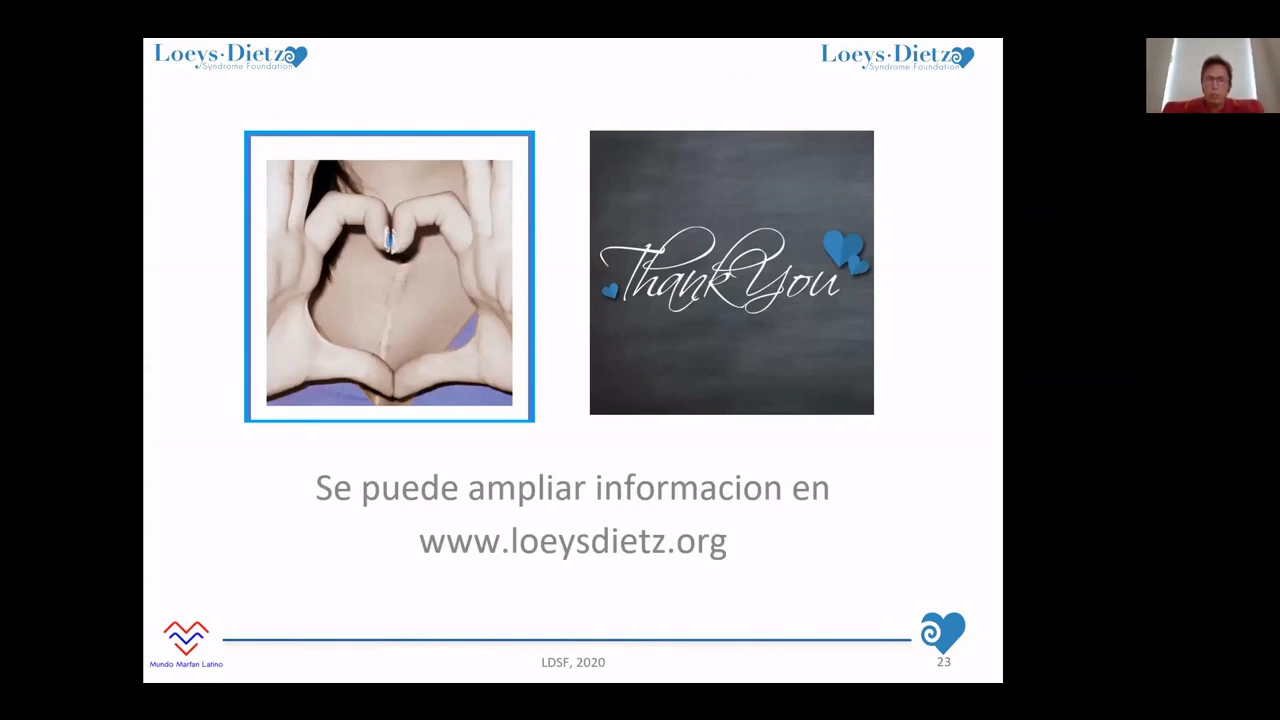 Loeys·Dietz
Syndrome Foundation
Loeys·Dietz
Syndrome Foundation
Thank You
Se puede ampliar informacion en
www.loeysdietz.org
Mundo Marfan Latino
LDSF, 2020
23